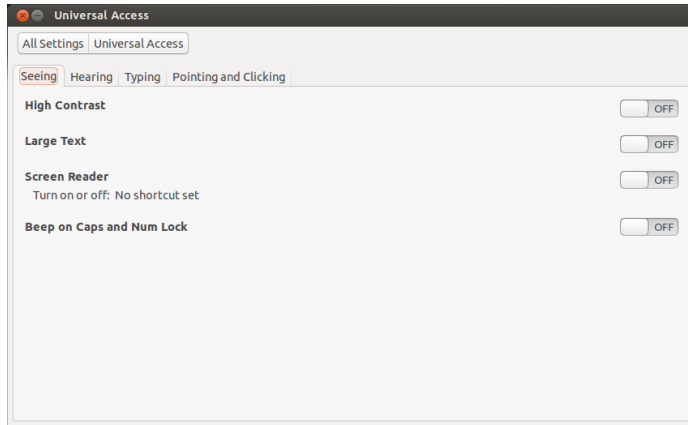 Universal Access
All Settings Universal Access
Seeing Hearing Typing Pointing and Clicking
High Contrast OFF
Large Text OFF
Screen Reader OFF
Turn on or off: No shortcut set
Beep on Caps and Num Lock OFF